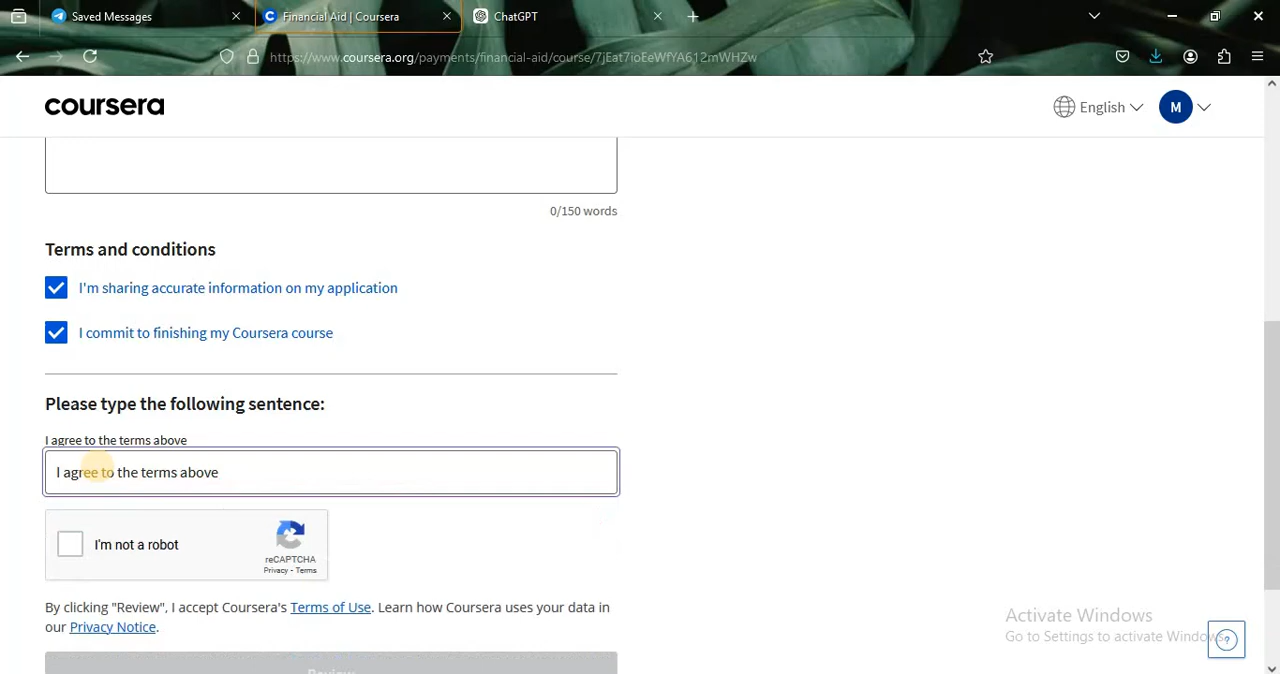 Saved Messages
Financial Aid | Coursera
ChatGPT
https://www.coursera.org/payments/financial-aid/course/7jEat7ioEeWfYA612mWHZw
coursera
English
M
0/150 words
Terms and conditions
I'm sharing accurate information on my application
I commit to finishing my Coursera course
Please type the following sentence:
I agree to the terms above
I agree to the terms above
I'm not a robot
reCAPTCHA
Privacy - Terms
By clicking "Review", I accept Coursera's Terms of Use. Learn how Coursera uses your data in
our Privacy Notice.
Activate Windows
Go to Settings to activate Windows.
Review